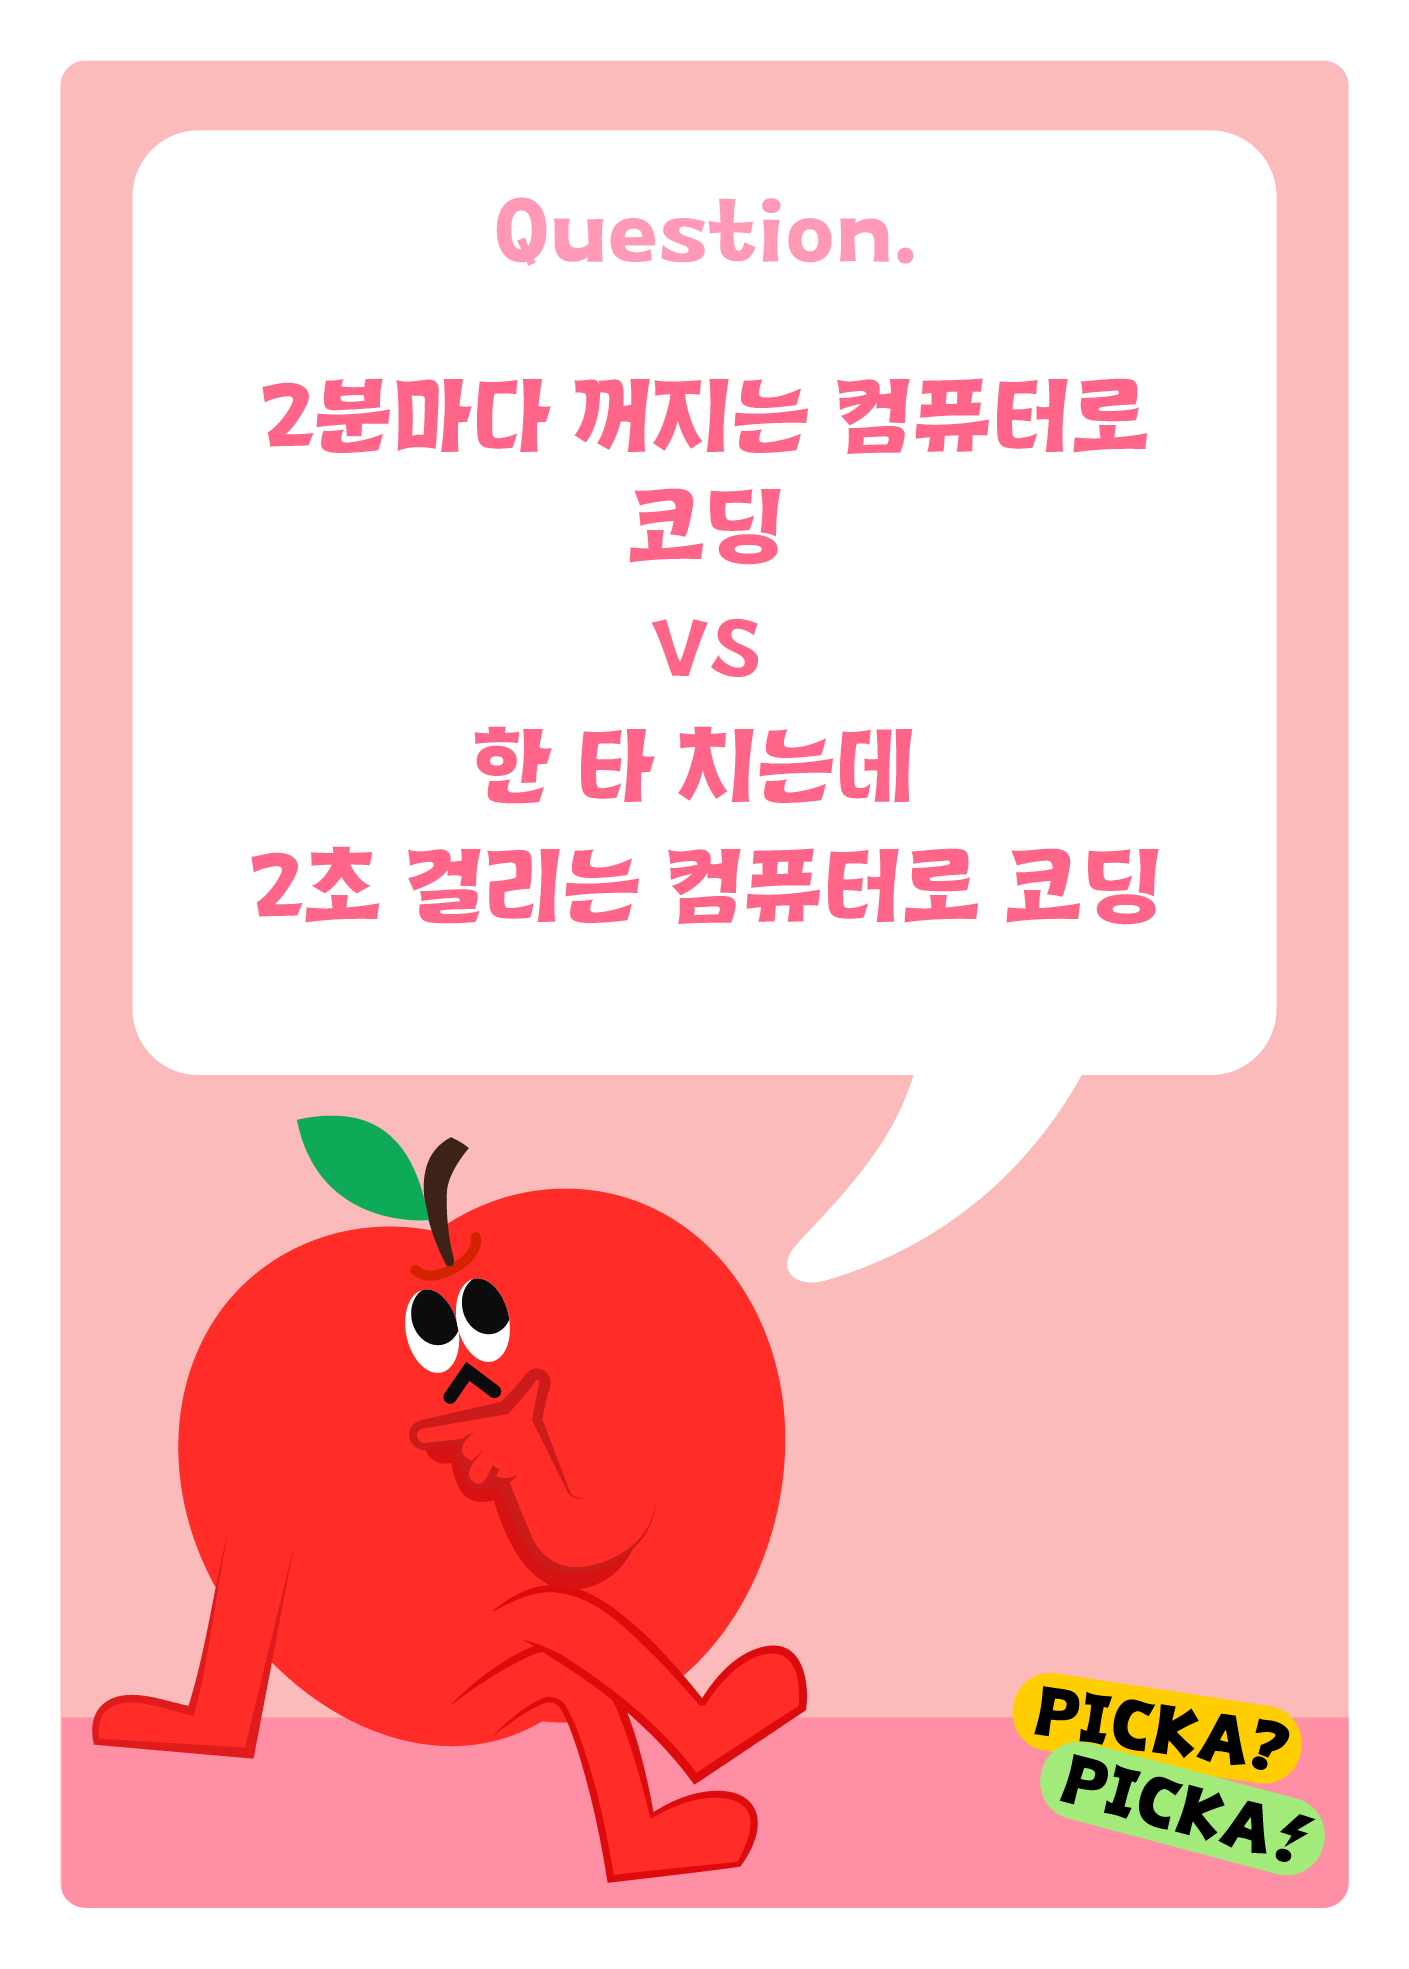 Question.
2분마다 꺼지는 컴퓨터로
코딩
VS
한 타 치는데
2초 걸리는 컴퓨터로 코딩
PICKA?
PICKA!